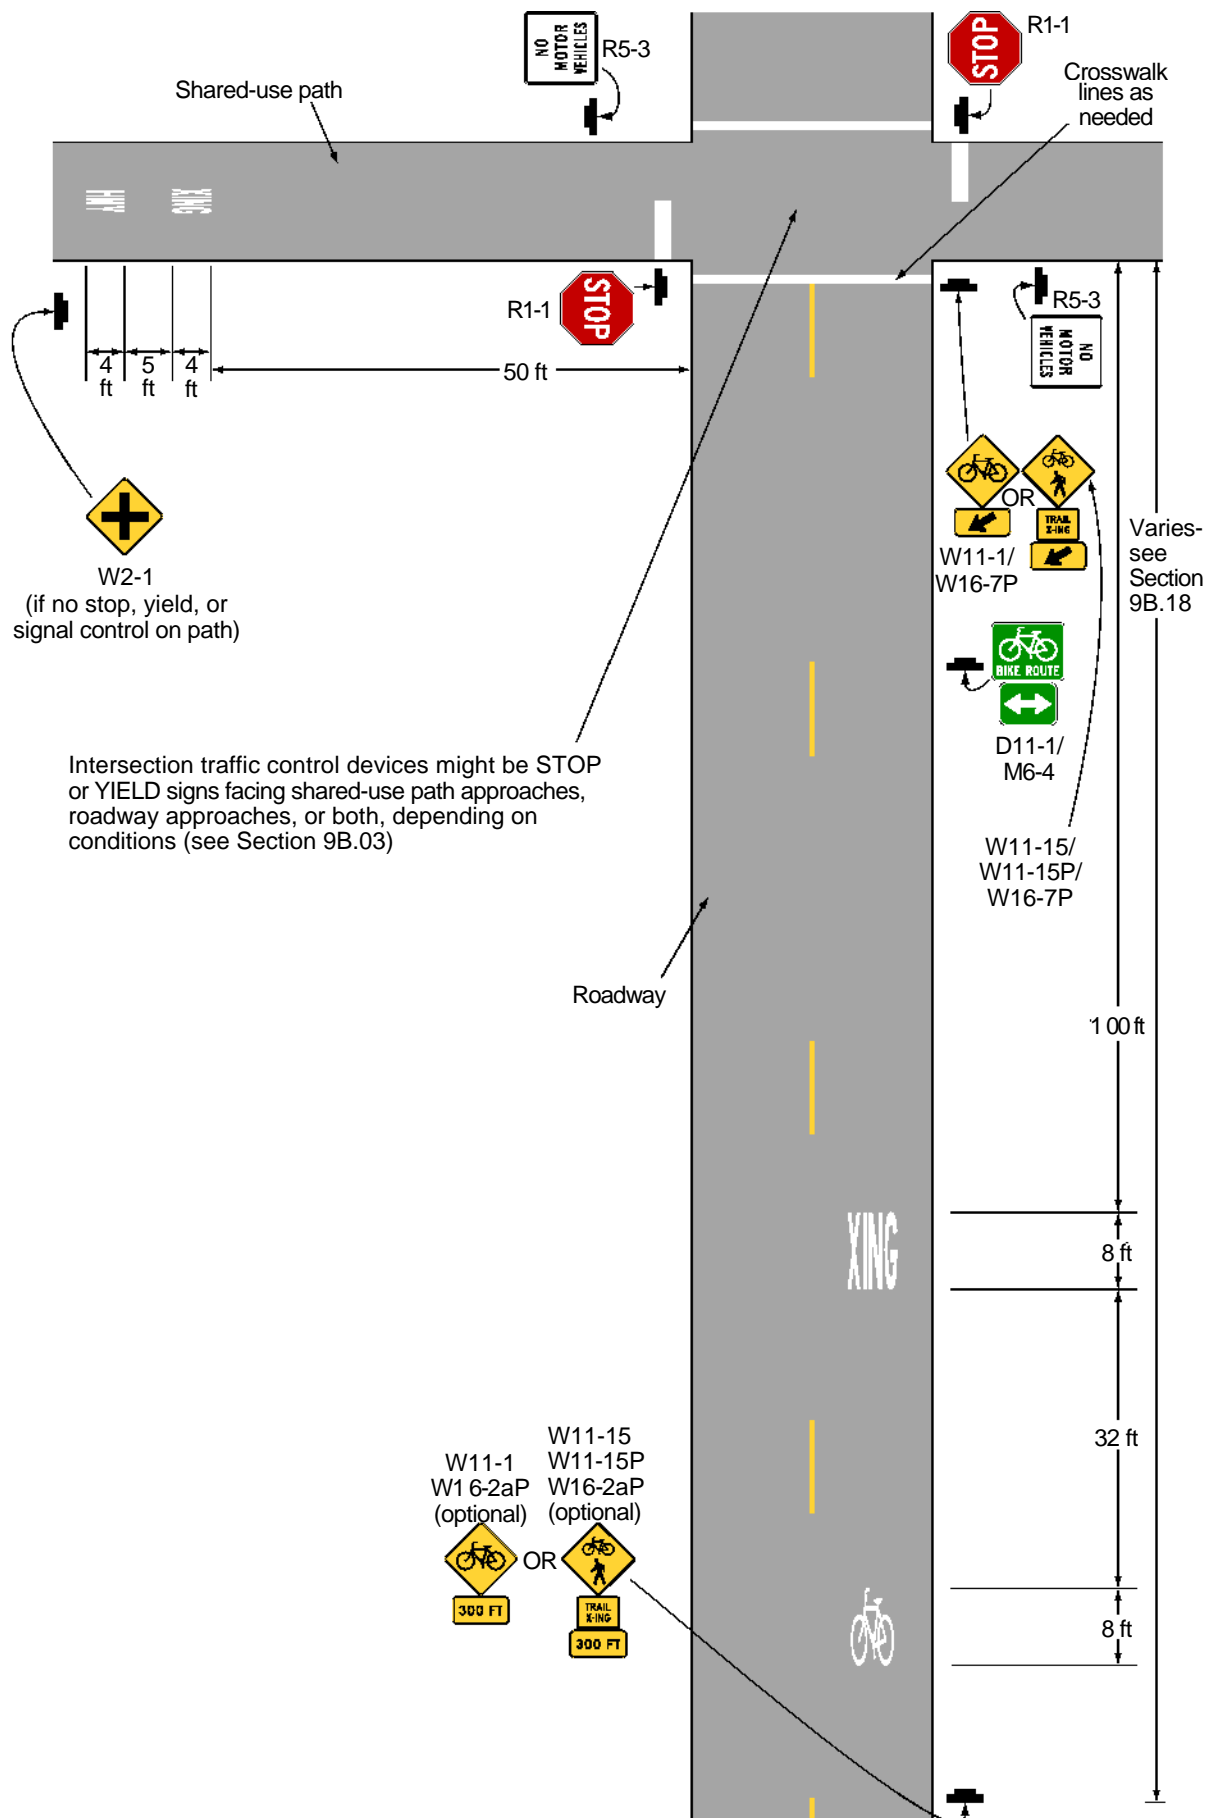 NO
MOTOR
VEHICLES
R5-3
STOP
R1-1
Crosswalk
lines as
needed
Shared-use path
HWY
XING
R1-1
STOP
R5-3
NO
MOTOR
VEHICLES
4
ft
5
ft
4
ft
50 ft
OR
TRAIL
X-ING
W11-1/
W16-7P
Varies-
see
Section
9B.18
W2-1
(if no stop, yield, or
signal control on path)
BIKE ROUTE
D11-1/
M6-4
Intersection traffic control devices might be STOP
or YIELD signs facing shared-use path approaches,
roadway approaches, or both, depending on
conditions (see Section 9B.03)
W11-15/
W11-15P/
W16-7P
Roadway
100 ft
XING
8 ft
32 ft
W11-1
W16-2aP
(optional)
W11-15
W11-15P
W16-2aP
(optional)
OR
300 FT
TRAIL
X-ING
300 FT
8 ft